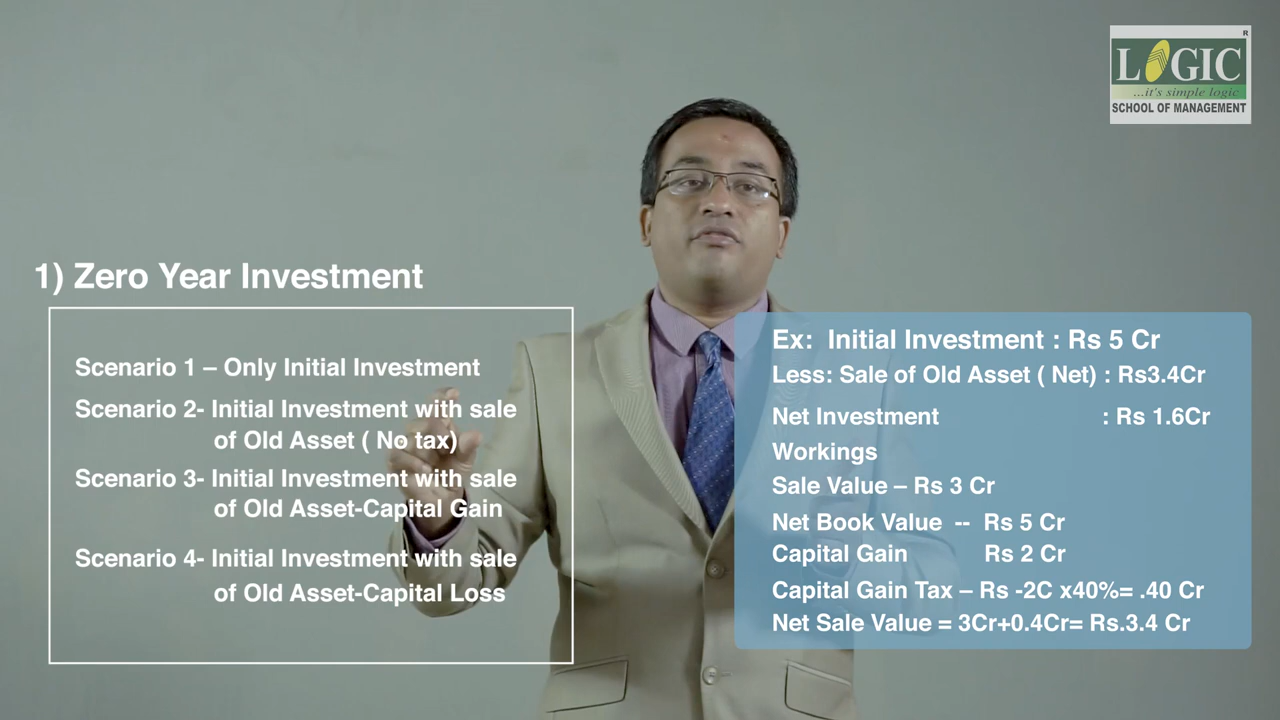 LOGIC
R
...it's simple logic
SCHOOL OF MANAGEMENT
1) Zero Year Investment
Scenario 1 – Only Initial Investment
Scenario 2- Initial Investment with sale
of Old Asset ( No tax)
Scenario 3- Initial Investment with sale
of Old Asset-Capital Gain
Scenario 4- Initial Investment with sale
of Old Asset-Capital Loss
Ex: Initial Investment : Rs 5 Cr
Less: Sale of Old Asset ( Net) : Rs3.4Cr
Net Investment : Rs 1.6Cr
Workings
Sale Value – Rs 3 Cr
Net Book Value -- Rs 5 Cr
Capital Gain Rs 2 Cr
Capital Gain Tax – Rs -2C x40%= .40 Cr
Net Sale Value = 3Cr+0.4Cr= Rs.3.4 Cr